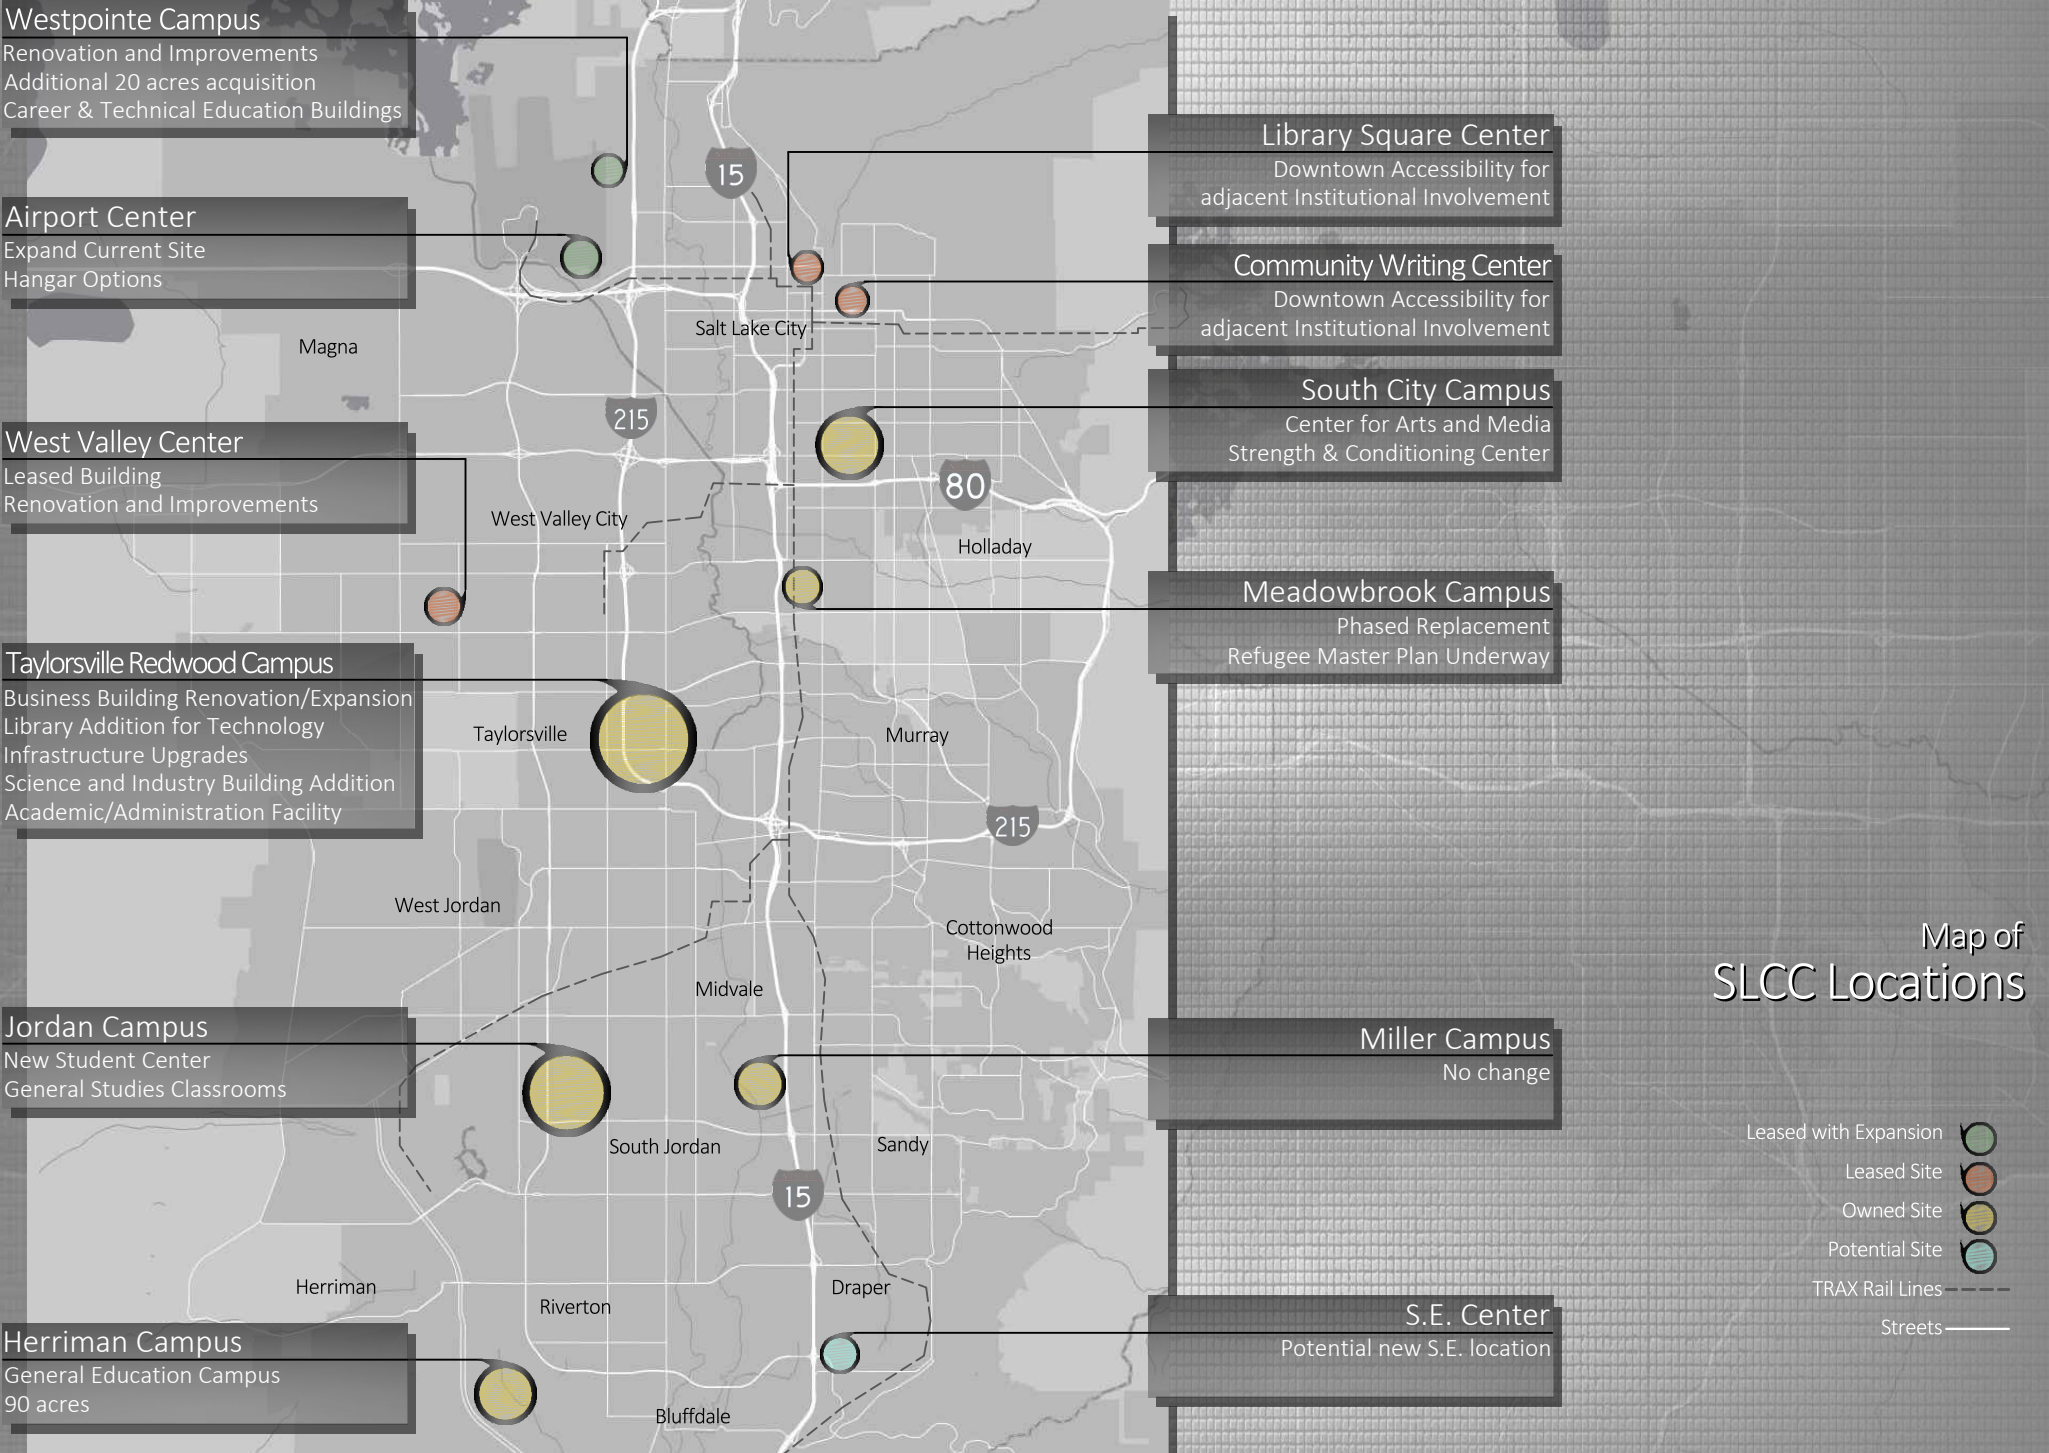 Westpointe Campus
Renovation and Improvements
Additional 20 acres acquisition
Career & Technical Education Buildings
Airport Center
Expand Current Site
Hangar Options
West Valley Center
Leased Building
Renovation and Improvements
Taylorsville Redwood Campus
Business Building Renovation/Expansion
Library Addition for Technology
Infrastructure Upgrades
Science and Industry Building Addition
Academic/Administration Facility
Jordan Campus
New Student Center
General Studies Classrooms
Herriman Campus
General Education Campus
90 acres
15
Salt Lake City
Magna
215
80
West Valley City
Holladay
Taylorsville
Murray
215
West Jordan
Cottonwood
Heights
Midvale
South Jordan
Sandy
15
Herriman
Riverton
Draper
Bluffdale
Library Square Center
Downtown Accessibility for
adjacent Institutional Involvement
Community Writing Center
Downtown Accessibility for
adjacent Institutional Involvement
South City Campus
Center for Arts and Media
Strength & Conditioning Center
Meadowbrook Campus
Phased Replacement
Refugee Master Plan Underway
Miller Campus
No change
S.E. Center
Potential new S.E. location
Map of
SLCC Locations
Leased with Expansion
Leased Site
Owned Site
Potential Site
TRAX Rail Lines
Streets